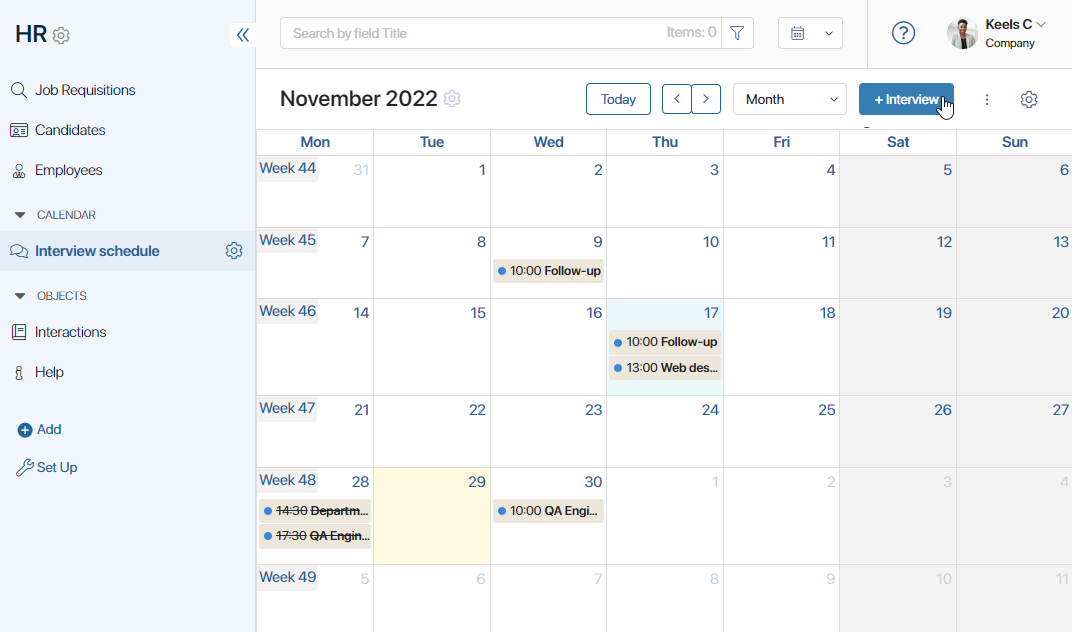 HR
Search by field Title
Items: 0
Keels C
Company
Job Requisitions
Candidates
Employees
CALENDAR
Interview schedule
OBJECTS
Interactions
Help
Add
Set Up
November 2022
Today
Month
+ Interview
Mon Tue Wed Thu Fri Sat Sun
Week 44 31 1 2 3 4 5 6
Week 45 7 8 9 10 11 12 13
10:00 Follow-up
Week 46 14 15 16 17 18 19 20
10:00 Follow-up
13:00 Web des...
Week 47 21 22 23 24 25 26 27
Week 48 28 29 30 1 2 3 4
14:30 Departm... 10:00 QA Engi...
17:30 QA Engin...
Week 49 5 6 7 8 9 10 11